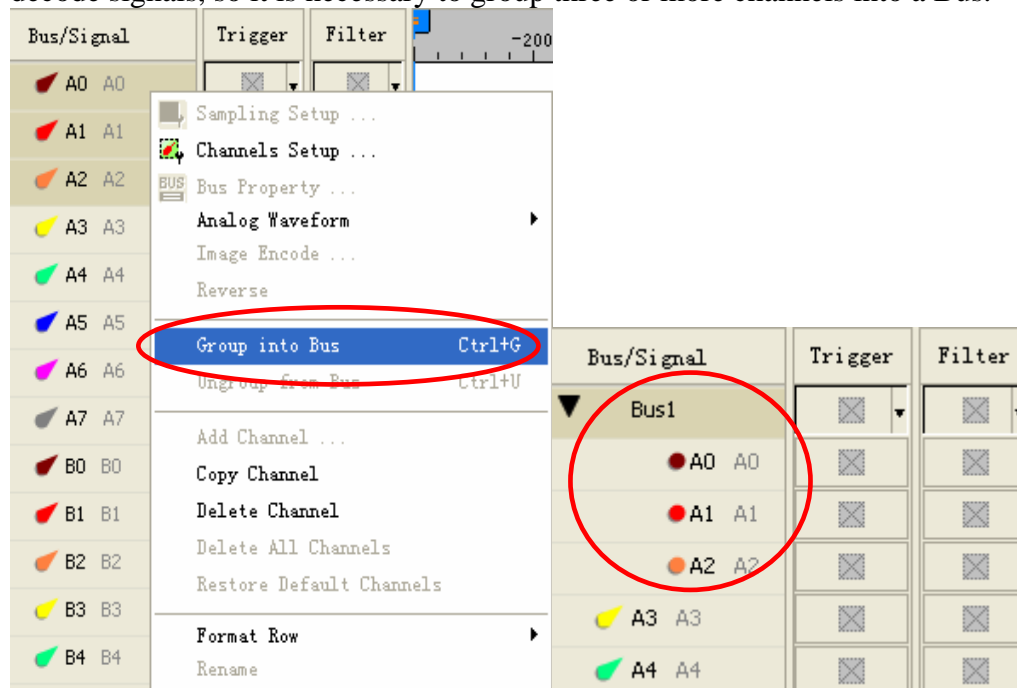 decode signals, so it is necessary to group three or more channels into a Bus.
Bus/Signal Trigger Filter -200
A0 A0
A1 A1
A2 A2
A3 A3
A4 A4
A5 A5
A6 A6
A7 A7
B0 B0
B1 B1
B2 B2
B3 B3
B4 B4
Sampling Setup ...
Channels Setup ...
BUS Bus Property ...
Analog Waveform
Image Encode ...
Reverse
Group into Bus Ctrl+G
Ungroup from Bus Ctrl+U
Add Channel ...
Copy Channel
Delete Channel
Delete All Channels
Restore Default Channels
Format Row
Rename
Bus/Signal Trigger Filter
Bus1
A0 A0
A1 A1
A2 A2
A3 A3
A4 A4